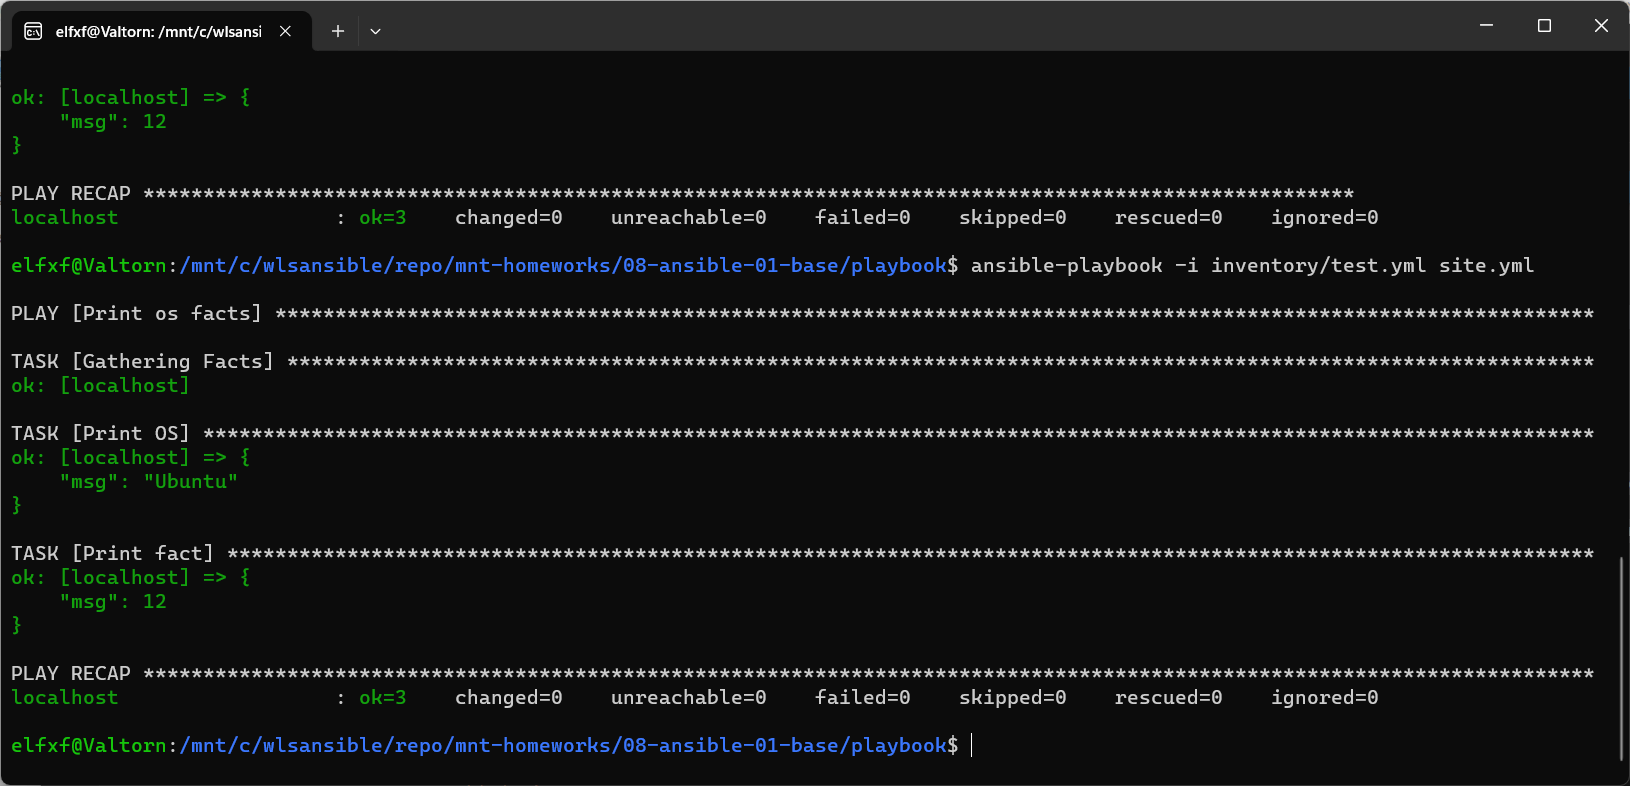 elfxf@Valtorn: /mnt/c/wlsansi
ok: [localhost] => {
    "msg": 12
}
PLAY RECAP *****************************************************************************************************
localhost                  : ok=3    changed=0    unreachable=0    failed=0    skipped=0    rescued=0    ignored=0
elfxf@Valtorn:/mnt/c/wlsansible/repo/mnt-homeworks/08-ansible-01-base/playbook$ ansible-playbook -i inventory/test.yml site.yml
PLAY [Print os facts] **************************************************************************************************************
TASK [Gathering Facts] *************************************************************************************************************
ok: [localhost]
TASK [Print OS] ********************************************************************************************************************
ok: [localhost] => {
    "msg": "Ubuntu"
}
TASK [Print fact] ******************************************************************************************************************
ok: [localhost] => {
    "msg": 12
}
PLAY RECAP *************************************************************************************************************************
localhost                  : ok=3    changed=0    unreachable=0    failed=0    skipped=0    rescued=0    ignored=0
elfxf@Valtorn:/mnt/c/wlsansible/repo/mnt-homeworks/08-ansible-01-base/playbook$